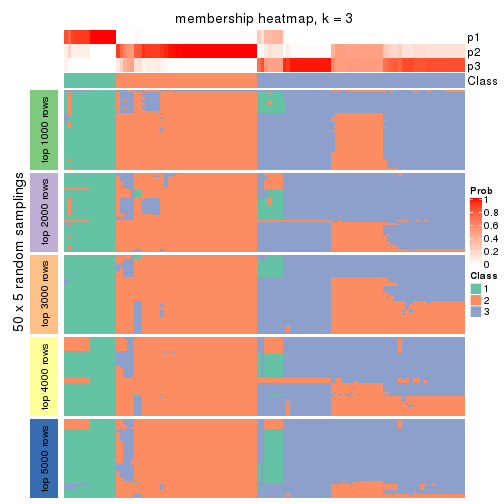 membership heatmap, k = 3
p1
p2
p3
Class
50 x 5 random samplings
top 1000 rows
top 2000 rows
top 3000 rows
top 4000 rows
top 5000 rows
Prob
1
0.8
0.6
0.4
0.2
0
Class
1
2
3